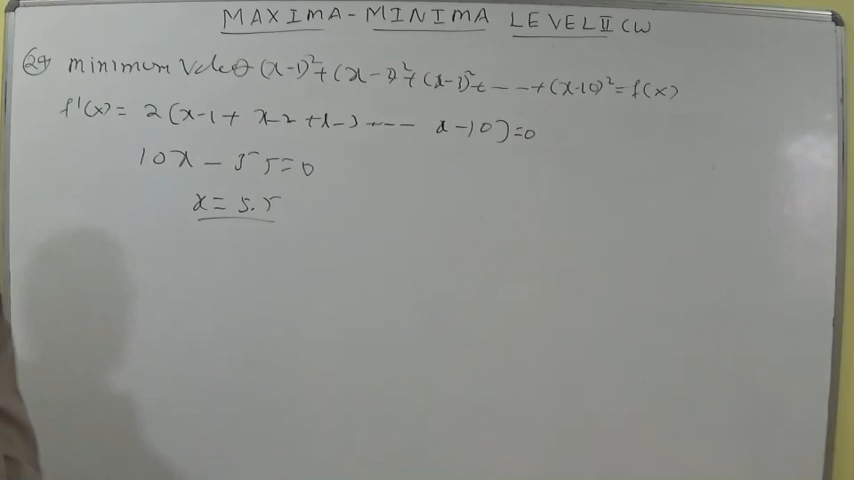 MAXIMA-MINIMA LEVEL II CW
29 minimum Value of (x-1)²+(x-2)²+(x-3)²+ -- -+(x-10)²=f(x)
f'(x)= 2(x-1+ x-2+x-3+--- x-10)=0
10x - 55=0
x= 5.5